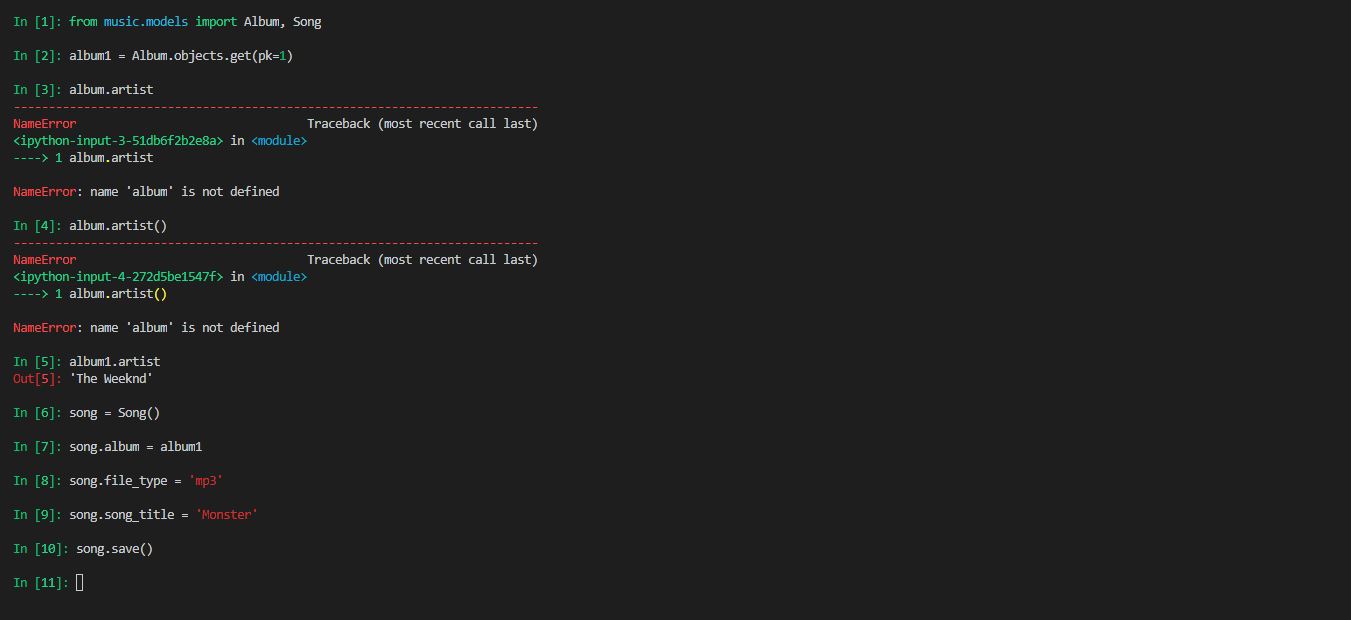 In [1]: from music.models import Album, Song
In [2]: album1 = Album.objects.get(pk=1)
In [3]: album.artist
---------------------------------------------------------------------------
NameError                                 Traceback (most recent call last)
<ipython-input-3-51db6f2b2e8a> in <module>
----> 1 album.artist
NameError: name 'album' is not defined
In [4]: album.artist()
---------------------------------------------------------------------------
NameError                                 Traceback (most recent call last)
<ipython-input-4-272d5be1547f> in <module>
----> 1 album.artist()
NameError: name 'album' is not defined
In [5]: album1.artist
Out[5]: 'The Weeknd'
In [6]: song = Song()
In [7]: song.album = album1
In [8]: song.file_type = 'mp3'
In [9]: song.song_title = 'Monster'
In [10]: song.save()
In [11]: